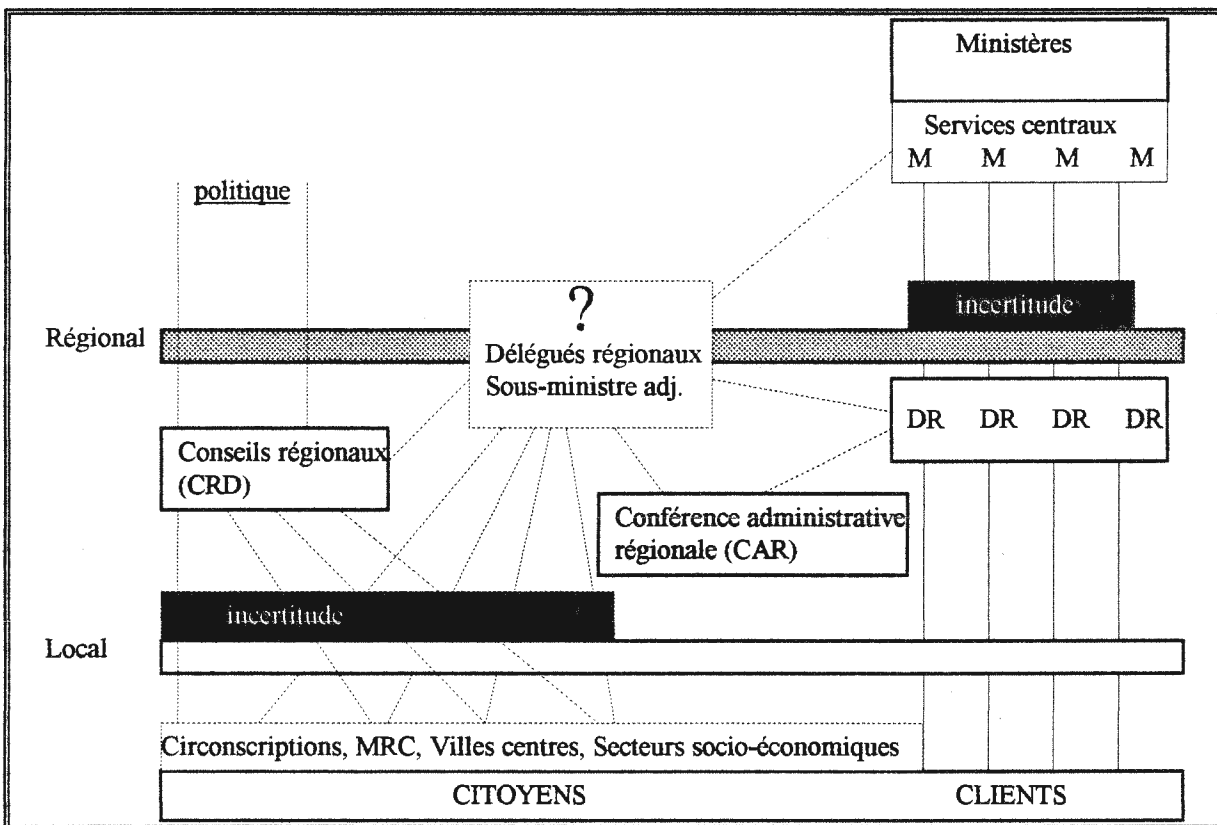 Ministères
Services centraux
M M M M
politique
incertitude
?
Régional
Délégués régionaux
Sous-ministre adj.
DR DR DR DR
Conseils régionaux
(CRD)
Conférence administrative
régionale (CAR)
incertitude
Local
Circonscriptions, MRC, Villes centres, Secteurs socio-économiques
CITOYENS CLIENTS